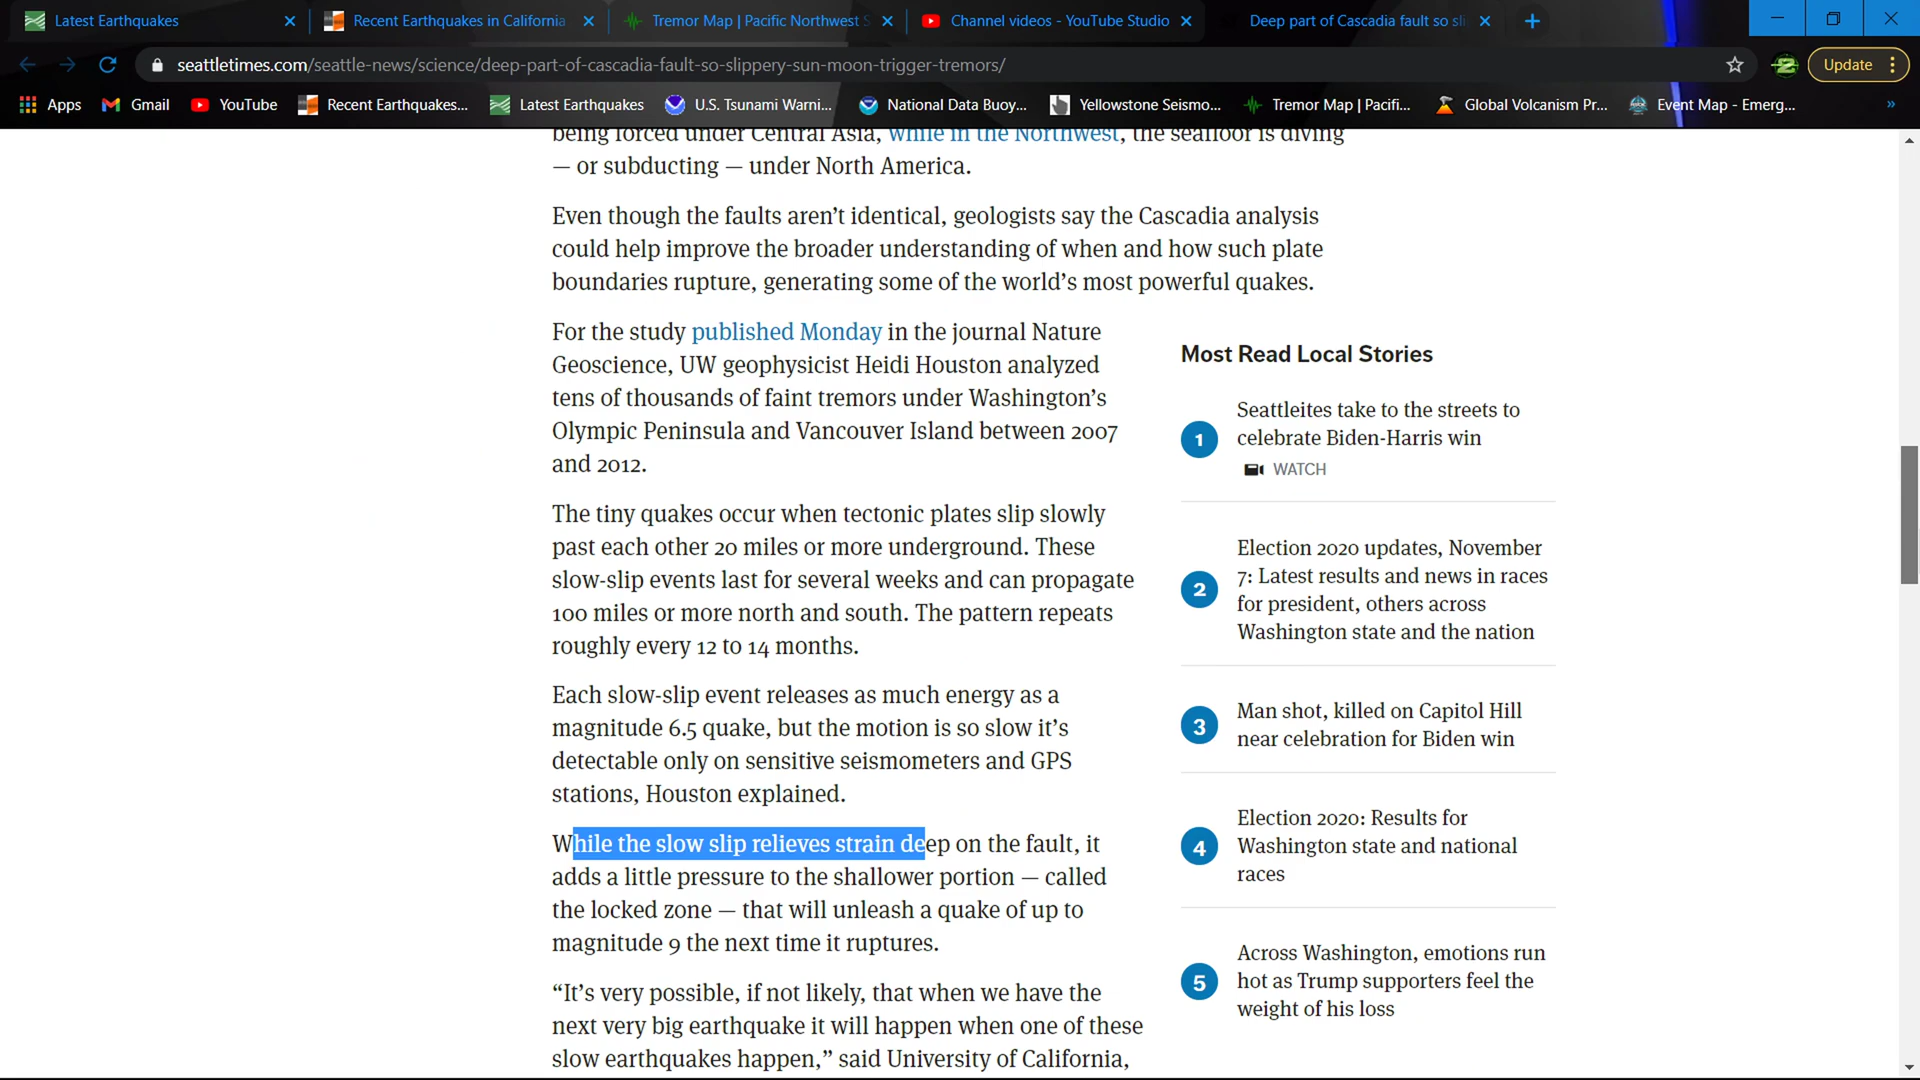 Latest Earthquakes
Recent Earthquakes in California
Tremor Map | Pacific Northwest S
Channel videos - YouTube Studio
Deep part of Cascadia fault so sli
seattletimes.com/seattle-news/science/deep-part-of-cascadia-fault-so-slippery-sun-moon-trigger-tremors/
Update
Apps
Gmail
YouTube
Recent Earthquakes...
Latest Earthquakes
U.S. Tsunami Warni...
National Data Buoy...
Yellowstone Seismo...
Tremor Map | Pacifi...
Global Volcanism Pr...
Event Map - Emerg...
being forced under Central Asia, while in the Northwest, the seafloor is diving
— or subducting — under North America.
Even though the faults aren’t identical, geologists say the Cascadia analysis
could help improve the broader understanding of when and how such plate
boundaries rupture, generating some of the world’s most powerful quakes.
For the study published Monday in the journal Nature
Geoscience, UW geophysicist Heidi Houston analyzed
tens of thousands of faint tremors under Washington’s
Olympic Peninsula and Vancouver Island between 2007
and 2012.
The tiny quakes occur when tectonic plates slip slowly
past each other 20 miles or more underground. These
slow-slip events last for several weeks and can propagate
100 miles or more north and south. The pattern repeats
roughly every 12 to 14 months.
Each slow-slip event releases as much energy as a
magnitude 6.5 quake, but the motion is so slow it’s
detectable only on sensitive seismometers and GPS
stations, Houston explained.
While the slow slip relieves strain deep on the fault, it
adds a little pressure to the shallower portion — called
the locked zone — that will unleash a quake of up to
magnitude 9 the next time it ruptures.
“It’s very possible, if not likely, that when we have the
next very big earthquake it will happen when one of these
slow earthquakes happen,” said University of California,
Most Read Local Stories
1
Seattleites take to the streets to
celebrate Biden-Harris win
WATCH
2
Election 2020 updates, November
7: Latest results and news in races
for president, others across
Washington state and the nation
3
Man shot, killed on Capitol Hill
near celebration for Biden win
4
Election 2020: Results for
Washington state and national
races
5
Across Washington, emotions run
hot as Trump supporters feel the
weight of his loss